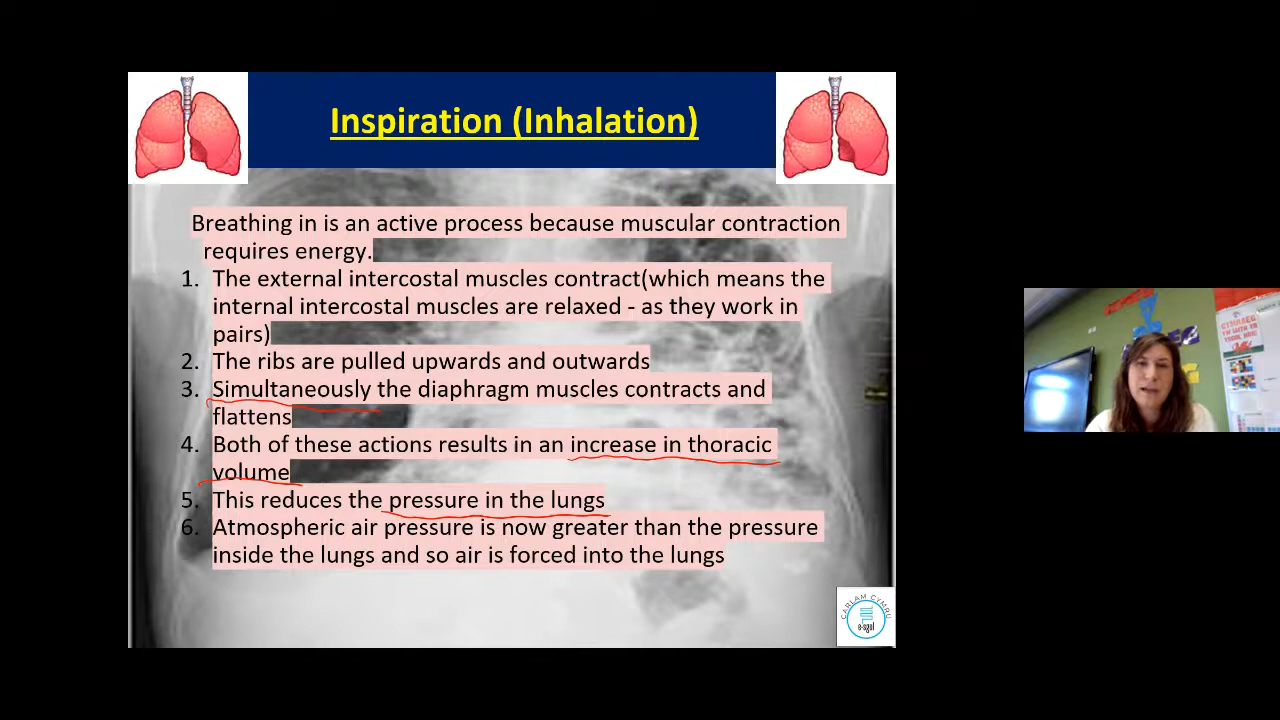 Inspiration (Inhalation)
Breathing in is an active process because muscular contraction
requires energy.
1. The external intercostal muscles contract(which means the
internal intercostal muscles are relaxed - as they work in
pairs)
2. The ribs are pulled upwards and outwards
3. Simultaneously the diaphragm muscles contracts and
flattens
4. Both of these actions results in an increase in thoracic
volume
5. This reduces the pressure in the lungs
6. Atmospheric air pressure is now greater than the pressure
inside the lungs and so air is forced into the lungs
CARLAM CYMRU
e-sgol
CYMRAEG